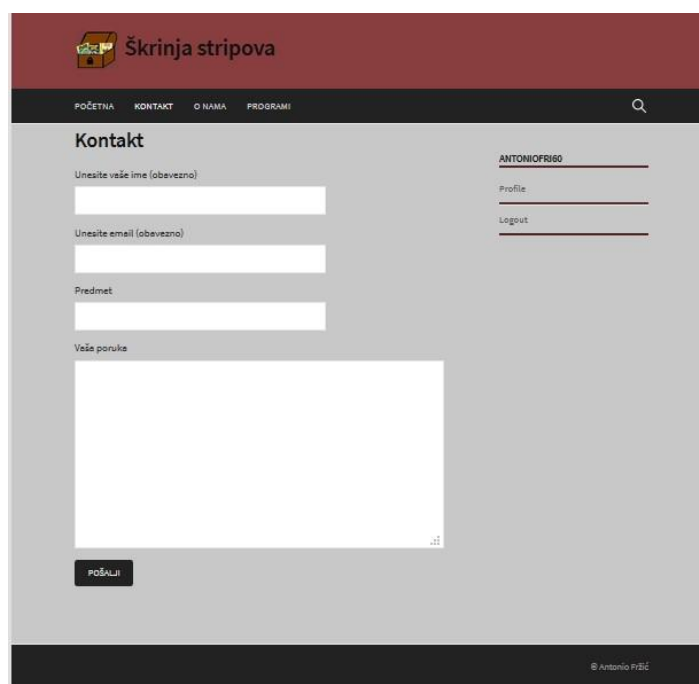 Škrinja stripova
POČETNA KONTAKT O NAMA PROGRAMI
Kontakt
Unesite vaše ime (obavezno)
Unesite email (obavezno)
Predmet
Vaša poruka
POŠALJI
ANTONIOFRI60
Profile
Logout
© Antonio Fržić